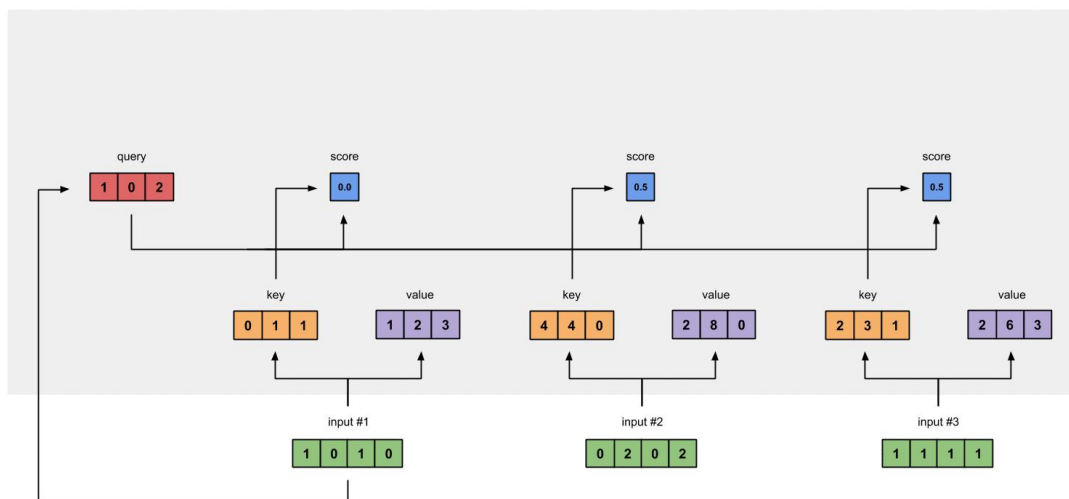 query score score score
1 0 2 0.0 0.5 0.5
key value key value key value
0 1 1 1 2 3 4 4 0 2 8 0 2 3 1 2 6 3
input #1 input #2 input #3
1 0 1 0 0 2 0 2 1 1 1 1